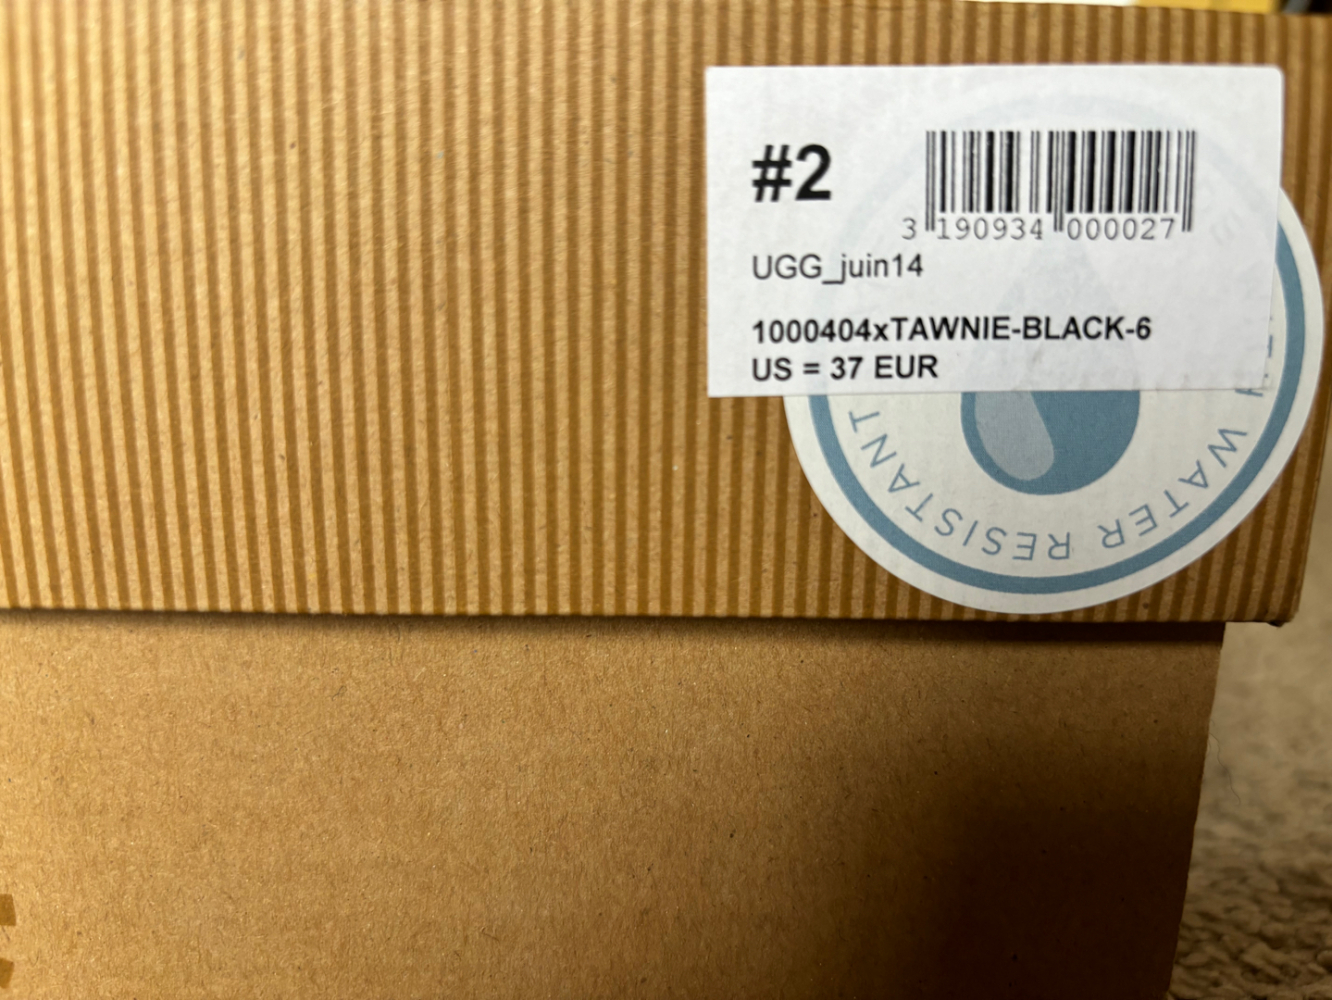 #2
3 190934 000027
UGG_juin14
1000404xTAWNIE-BLACK-6
US = 37 EUR
WATER RESISTANT